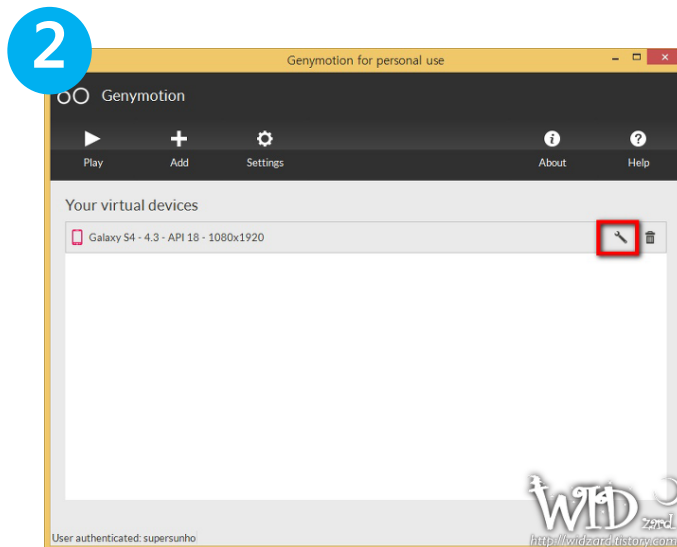 2
Genymotion for personal use
Genymotion
Play Add Settings About Help
Your virtual devices
Galaxy S4 - 4.3 - API 18 - 1080x1920
User authenticated: supersunho
WID
zard
http://widzard.tistory.com